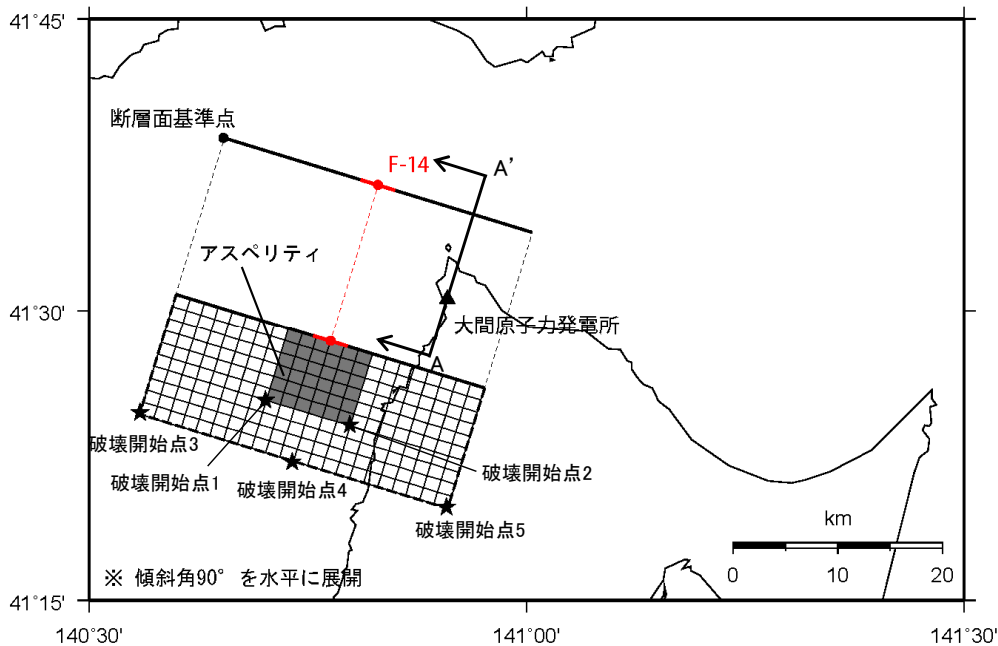 41°45'
断層面基準点
F-14
A'
アスペリティ
41°30'
大間原子力発電所
A
破壊開始点3
破壊開始点1
破壊開始点4
破壊開始点2
破壊開始点5
km
0 10 20
※ 傾斜角90° を水平に展開
41°15'
140°30' 141°00' 141°30'